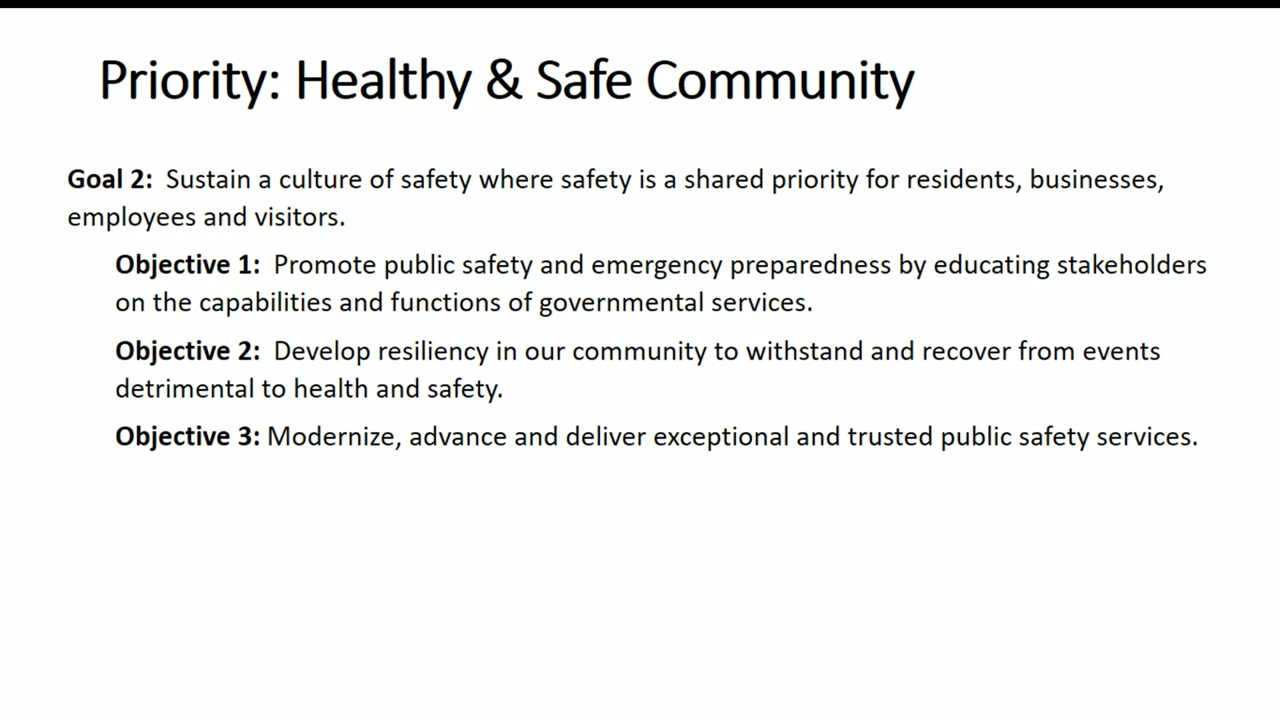 Priority: Healthy & Safe Community
Goal 2: Sustain a culture of safety where safety is a shared priority for residents, businesses,
employees and visitors.
Objective 1: Promote public safety and emergency preparedness by educating stakeholders
on the capabilities and functions of governmental services.
Objective 2: Develop resiliency in our community to withstand and recover from events
detrimental to health and safety.
Objective 3: Modernize, advance and deliver exceptional and trusted public safety services.